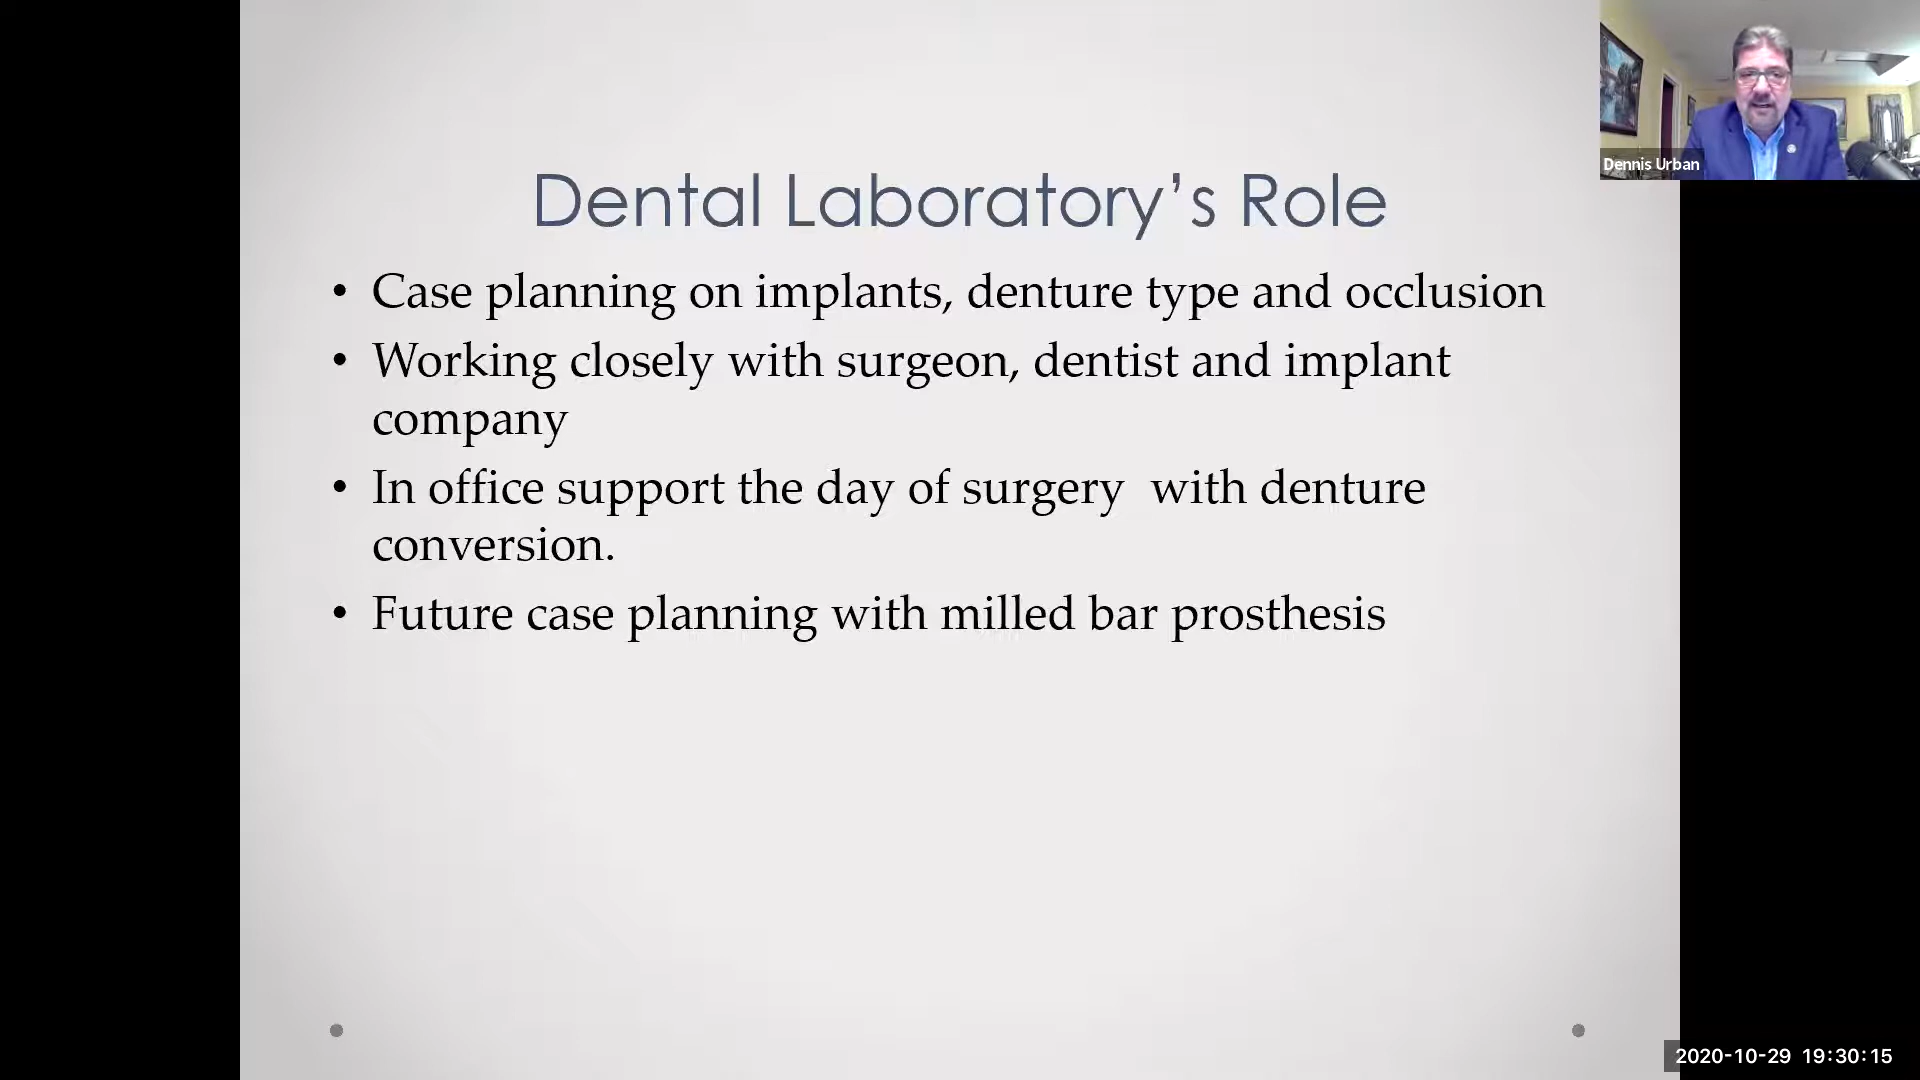 Dennis Urban
Dental Laboratory’s Role
• Case planning on implants, denture type and occlusion
• Working closely with surgeon, dentist and implant
company
• In office support the day of surgery  with denture
conversion.
• Future case planning with milled bar prosthesis
2020-10-29 19:30:15